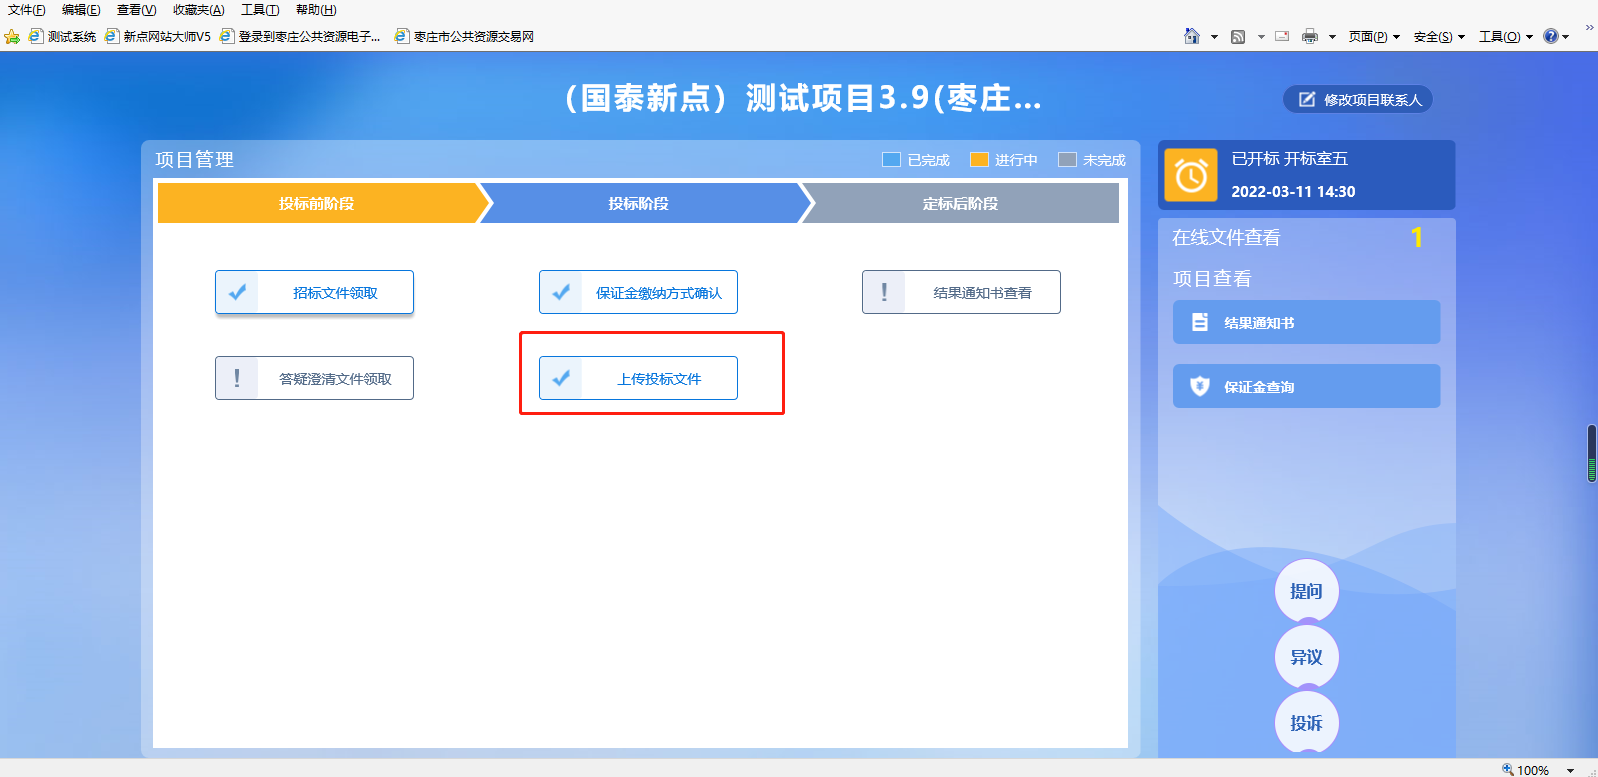 文件(F) 编辑(E) 查看(V) 收藏夹(A) 工具(T) 帮助(H)
测试系统 新点网站大师V5 登录到枣庄公共资源电子... 枣庄市公共资源交易网 页面(P) 安全(S) 工具(O)
（国泰新点）测试项目3.9(枣庄...
修改项目联系人
项目管理 已完成 进行中 未完成
投标前阶段 投标阶段 定标后阶段
招标文件领取 保证金缴纳方式确认 ! 结果通知书查看
! 答疑澄清文件领取 上传投标文件
已开标 开标室五
2022-03-11 14:30
在线文件查看 1
项目查看
结果通知书
保证金查询
提问
异议
投诉
100%